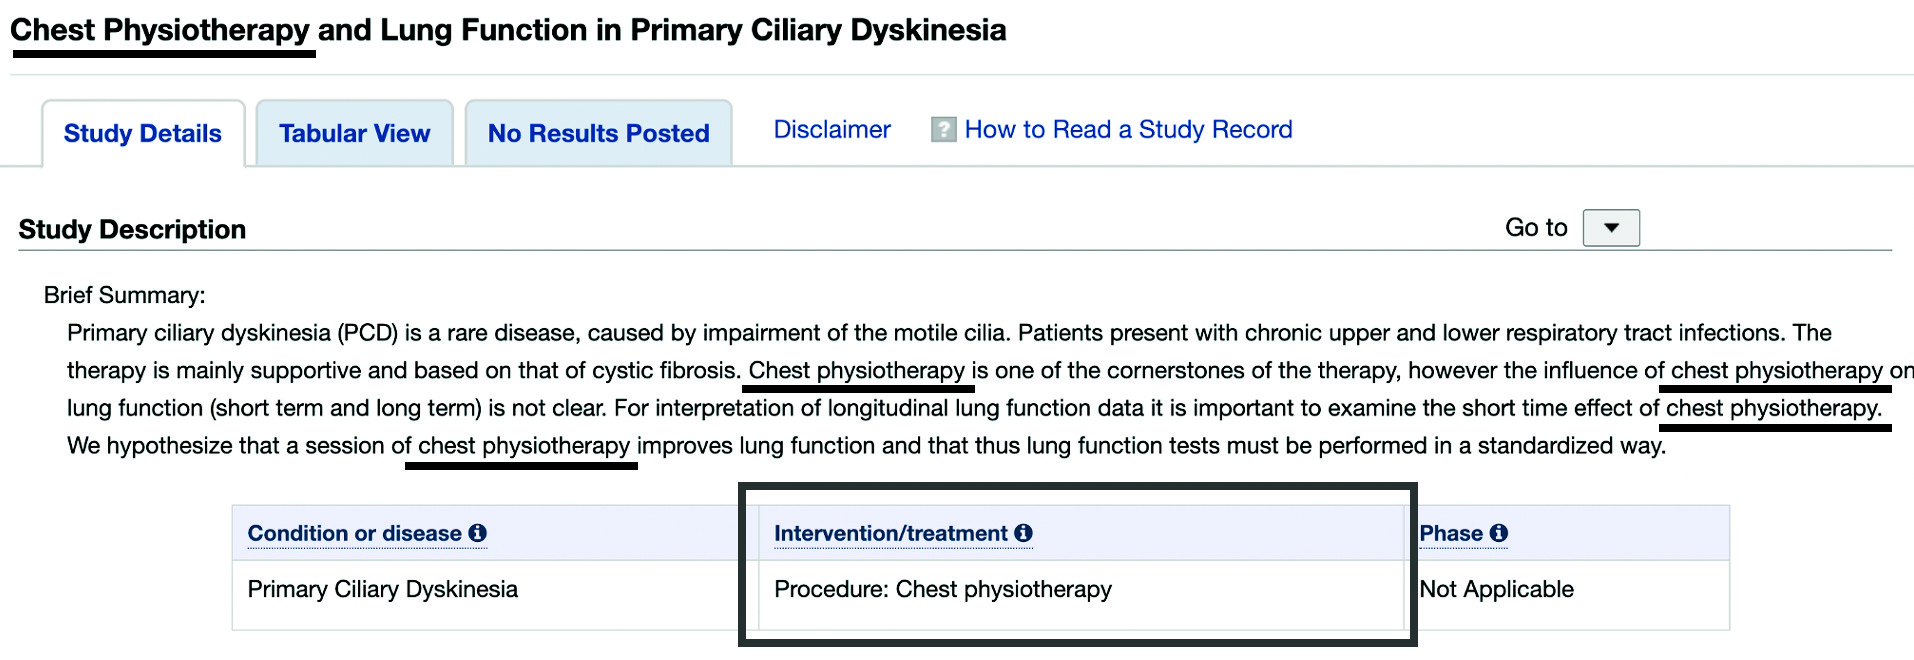 Chest Physiotherapy and Lung Function in Primary Ciliary Dyskinesia
Study Details Tabular View No Results Posted Disclaimer ? How to Read a Study Record
Study Description Go to
Brief Summary:
Primary ciliary dyskinesia (PCD) is a rare disease, caused by impairment of the motile cilia. Patients present with chronic upper and lower respiratory tract infections. The
therapy is mainly supportive and based on that of cystic fibrosis. Chest physiotherapy is one of the cornerstones of the therapy, however the influence of chest physiotherapy on
lung function (short term and long term) is not clear. For interpretation of longitudinal lung function data it is important to examine the short time effect of chest physiotherapy.
We hypothesize that a session of chest physiotherapy improves lung function and that thus lung function tests must be performed in a standardized way.
Condition or disease i Intervention/treatment i Phase i
Primary Ciliary Dyskinesia Procedure: Chest physiotherapy Not Applicable